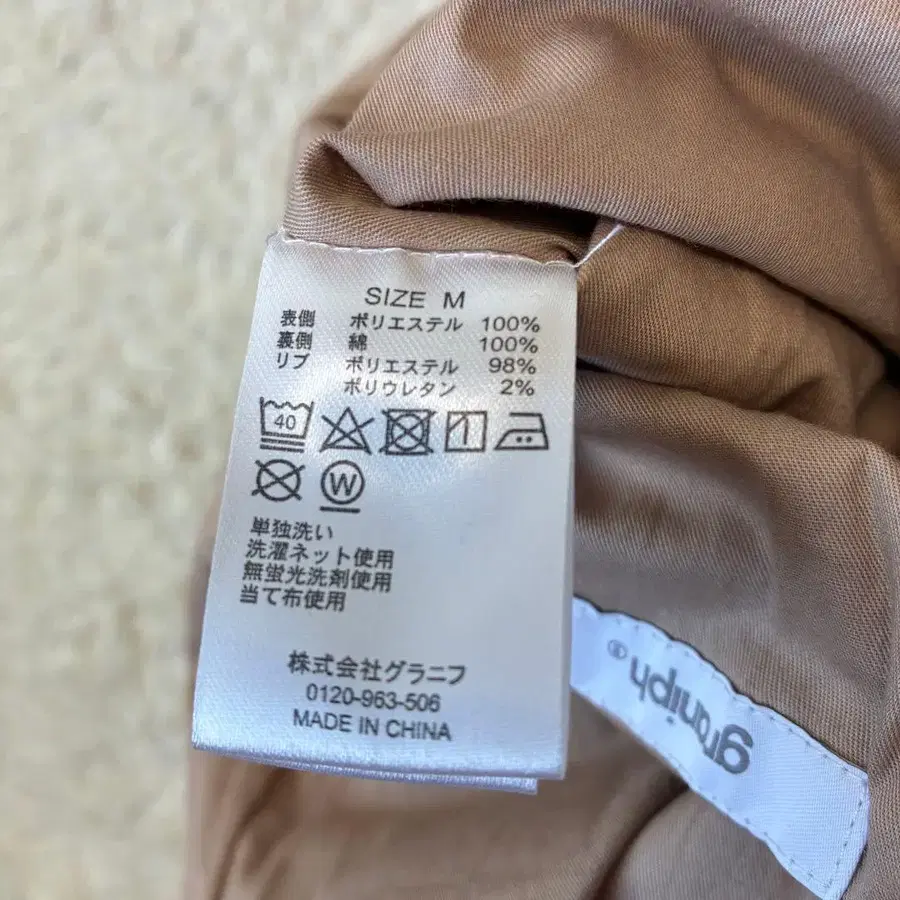 SIZE M
表側 ポリエステル 100%
裏側 綿 100%
リブ ポリエステル 98%
ポリウレタン 2%
40
W
単独洗い
洗濯ネット使用
無蛍光洗剤使用
当て布使用
株式会社グラニフ
0120-963-506
MADE IN CHINA
graniph®